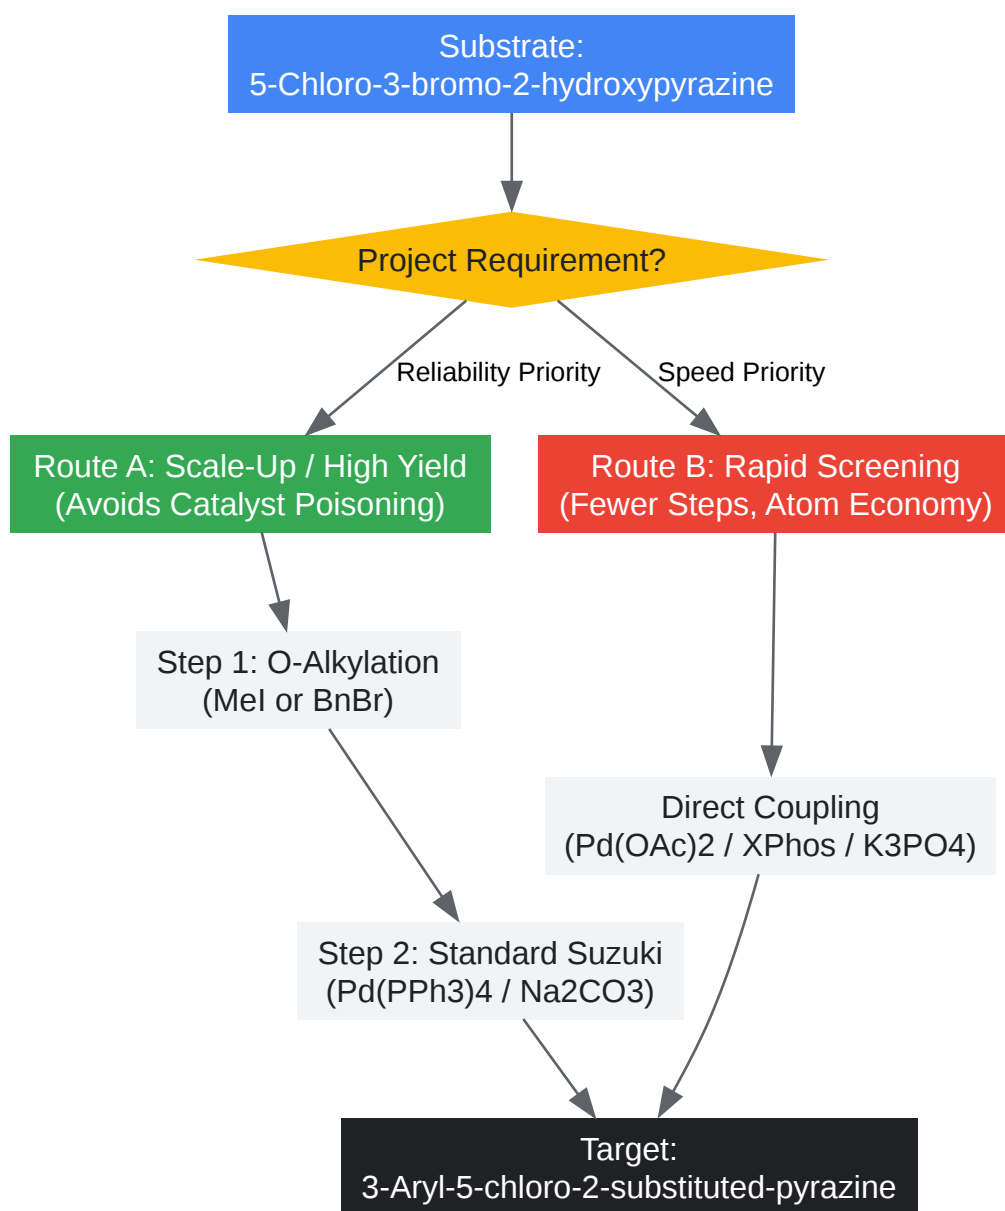 Substrate:
5-Chloro-3-bromo-2-hydroxypyrazine
Project Requirement?
Reliability Priority
Speed Priority
Route A: Scale-Up / High Yield
(Avoids Catalyst Poisoning)
Route B: Rapid Screening
(Fewer Steps, Atom Economy)
Step 1: O-Alkylation
(MeI or BnBr)
Direct Coupling
(Pd(OAc)2 / XPhos / K3PO4)
Step 2: Standard Suzuki
(Pd(PPh3)4 / Na2CO3)
Target:
3-Aryl-5-chloro-2-substituted-pyrazine